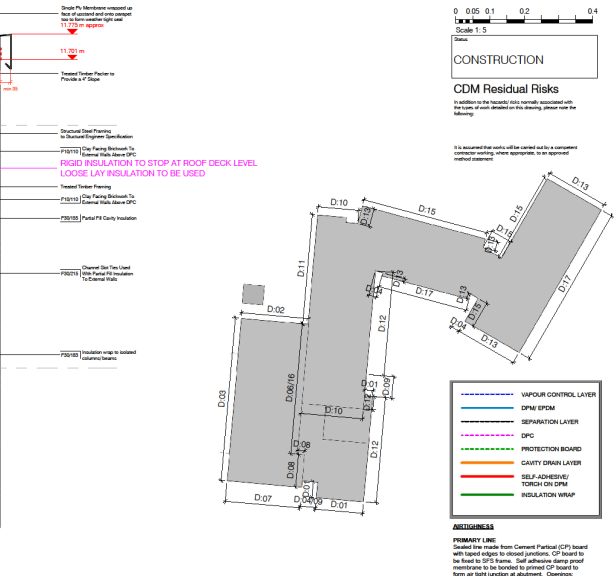 Single Ply Membrane wrapped up
face of upstand and onto parapet
too to form weather tight seal
11.775 m approx
11.701 m
Treated Timber Packer to
Provide a 4° Slope
min 35
Structural Steel Framing
to Structural Engineer Specification
F10/110 Clay Facing Brickwork To
External Walls Above DPC
RIGID INSULATION TO STOP AT ROOF DECK LEVEL
LOOSE LAY INSULATION TO BE USED
Treated Timber Framing
F10/110 Clay Facing Brickwork To
External Walls Above DPC
F30/155 Partial Fill Cavity Insulation
F30/215 Channel Slot Ties Used
With Partial Fill Insulation
To External Walls
F30/183 Insulation wrap to isolated
columns/beams
0 0.05 0.1 0.2 0.4
Scale 1: 5
Status
CONSTRUCTION
CDM Residual Risks
In addition to the hazards/ risks normally associated with
the types of work detailed on this drawing, please note the
following:
It is assumed that works will be carried out by a competent
contractor working, where appropriate, to an approved
method statement
D:10
D:13
D:15
D:15
D:10
D:15
D:13
D:17
D:11
D:04
D:13
D:17
D:13
D:15
D:04
D:13
D:12
D:02
D:03
D:06/16
D:01
D:09
D:12
D:10
D:12
D:08
D:08
D:07
D:04
D:09
D:01
VAPOUR CONTROL LAYER
DPM/ EPDM
SEPARATION LAYER
DPC
PROTECTION BOARD
CAVITY DRAIN LAYER
SELF-ADHESIVE/
TORCH ON DPM
INSULATION WRAP
AIRTIGHNESS
PRIMARY LINE
Sealed line made from Cement Partical (CP) board
with taped edges to closed junctions. CP board to
be fixed to SFS frame. Self adhesive damp proof
membrane to be bonded to primed CP board to
form air tight junction at abutment. Openings: